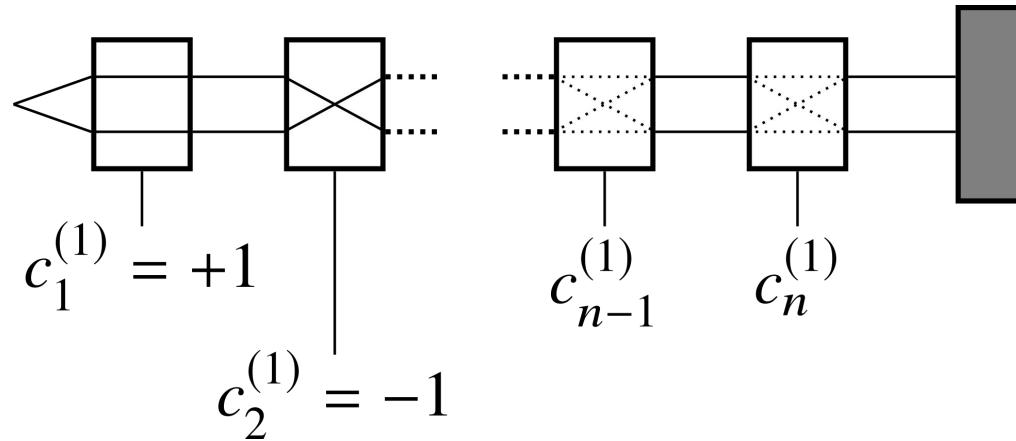 c_1^{(1)} = +1
c_2^{(1)} = −1
c_{n−1}^{(1)}
c_n^{(1)}